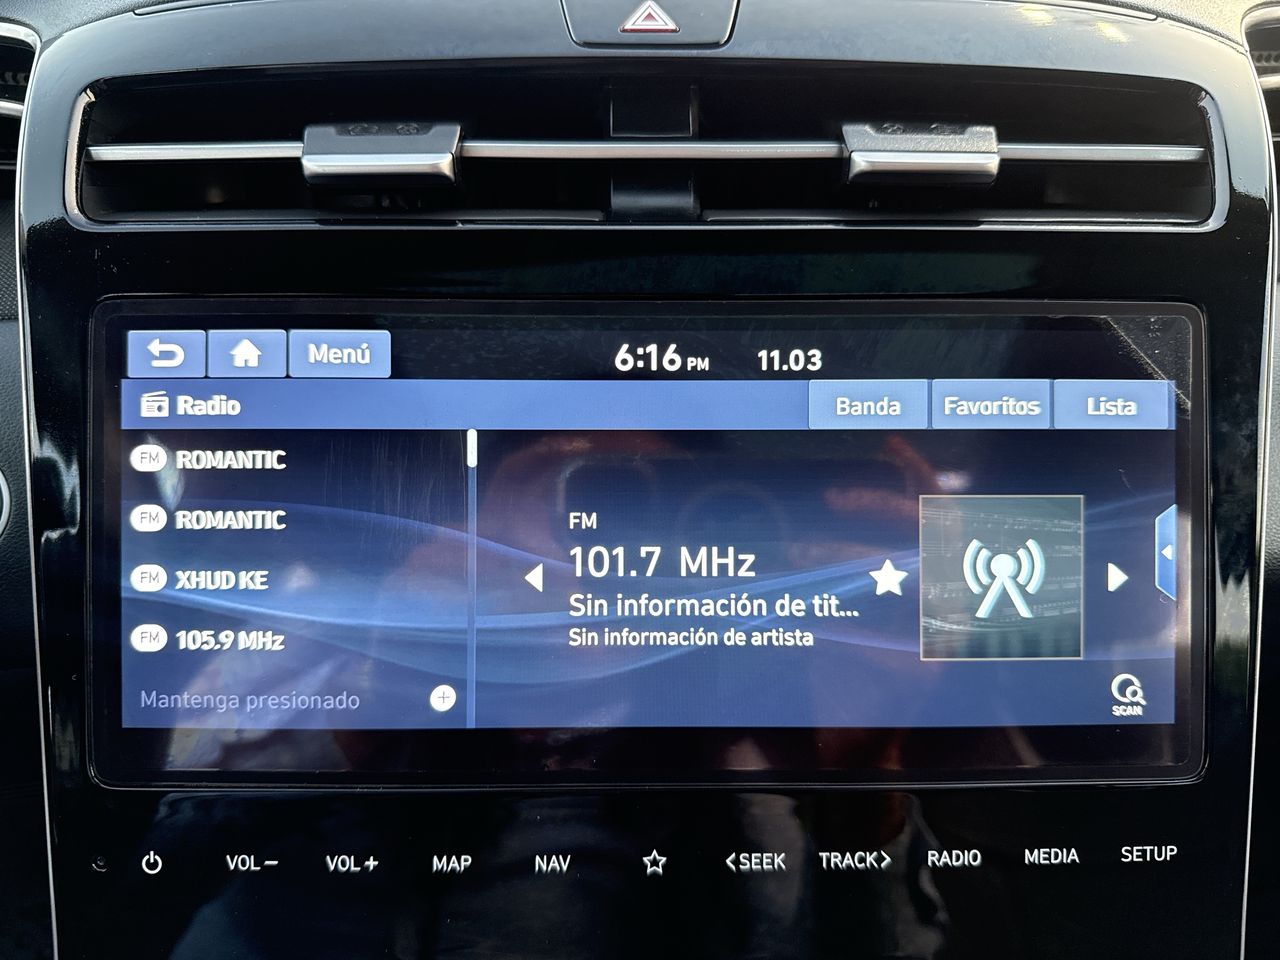 Menú
6:16 PM 11.03
Radio
Banda Favoritos Lista
FM ROMANTIC
FM ROMANTIC
FM XHUD KE
FM 105.9 MHz
Mantenga presionado
FM
101.7 MHz
Sin información de tit...
Sin información de artista
SCAN
VOL– VOL+ MAP NAV <SEEK TRACK> RADIO MEDIA SETUP